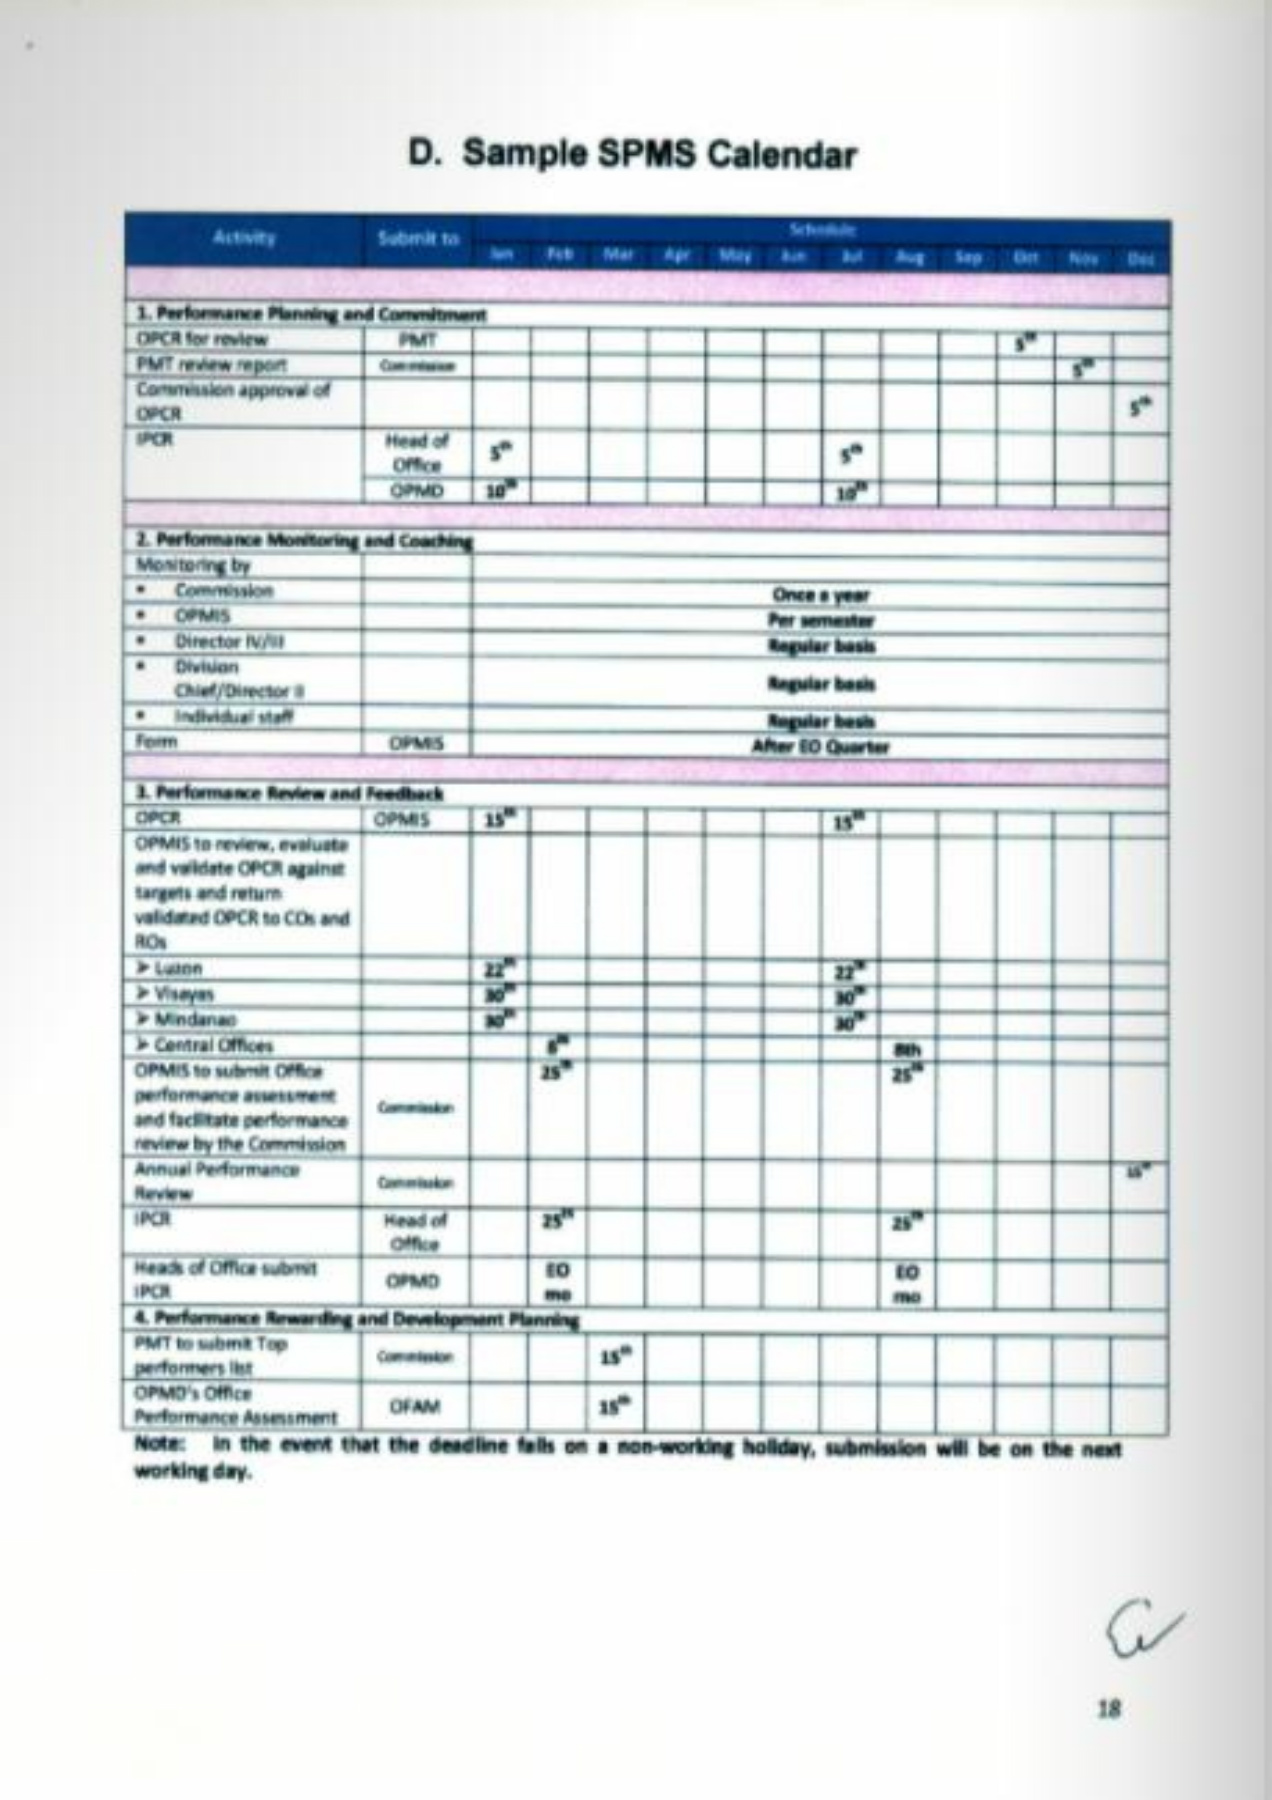 D. Sample SPMS Calendar
Activity Submit to Schedule
Jan Feb Mar Apr May Jun Jul Aug Sep Oct Nov Dec
1. Performance Planning and Commitment
OPCR for review PMT 5th
PMT review report Commission 5th
Commission approval of
OPCR 5th
IPCR Head of
Office 5th 5th
OPMD 10th 10th
2. Performance Monitoring and Coaching
Monitoring by
• Commission Once a year
• OPMIS Per semester
• Director IV/III Regular basis
• Division
Chief/Director II Regular basis
• Individual staff Regular basis
Form OPMIS After EO Quarter
3. Performance Review and Feedback
OPCR OPMIS 15th 15th
OPMIS to review, evaluate
and validate OPCR against
targets and return
validated OPCR to COs and
ROs
➢ Luzon 22th 22th
➢ Visayas 30th 30th
➢ Mindanao 30th 30th
➢ Central Offices 8th 8th
OPMIS to submit Office 25th 25th
performance assessment
and facilitate performance Commission
review by the Commission
Annual Performance
Review Commission
IPCR Head of
Office 25th 25th
Heads of Office submit
IPCR OPMD EO mo EO mo
4. Performance Rewarding and Development Planning
PMT to submit Top
performers list Commission 15th
OPMD's Office
Performance Assessment OFAM 15th
Note: In the event that the deadline falls on a non-working holiday, submission will be on the next
working day.
18